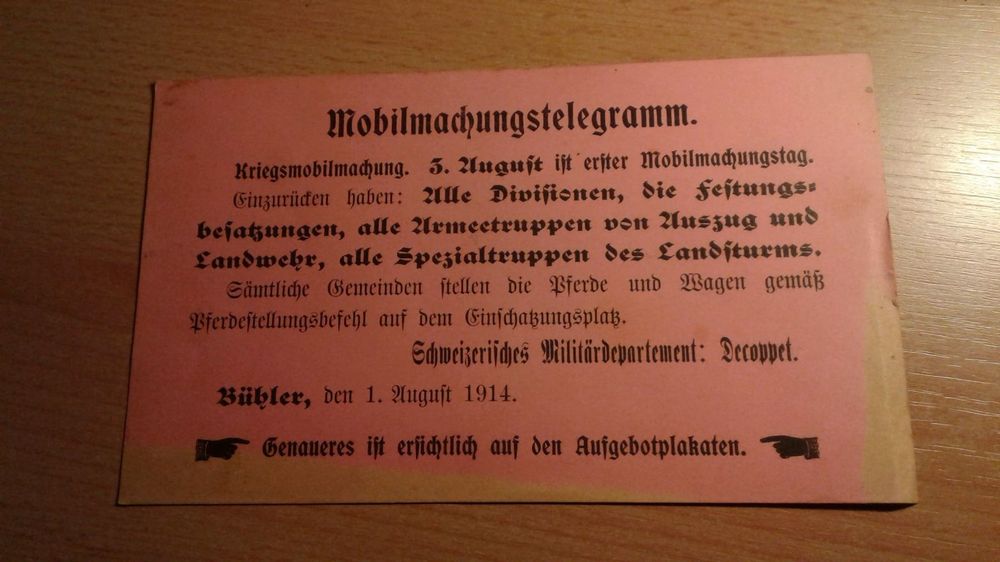 Mobilmachungstelegramm.
Kriegsmobilmachung. 3. August ist erster Mobilmachungstag.
Einzurücken haben: Alle Divisionen, die Festungs-
besatzungen, alle Armeetruppen von Auszug und
Landwehr, alle Spezialtruppen des Landsturms.
Sämtliche Gemeinden stellen die Pferde und Wagen gemäß
Pferdestellungsbefehl auf dem Einschatzungsplatz.
Schweizerisches Militärdepartement: Decoppet.
Bühler, den 1. August 1914.
Genaueres ist ersichtlich auf den Aufgebotplakaten.